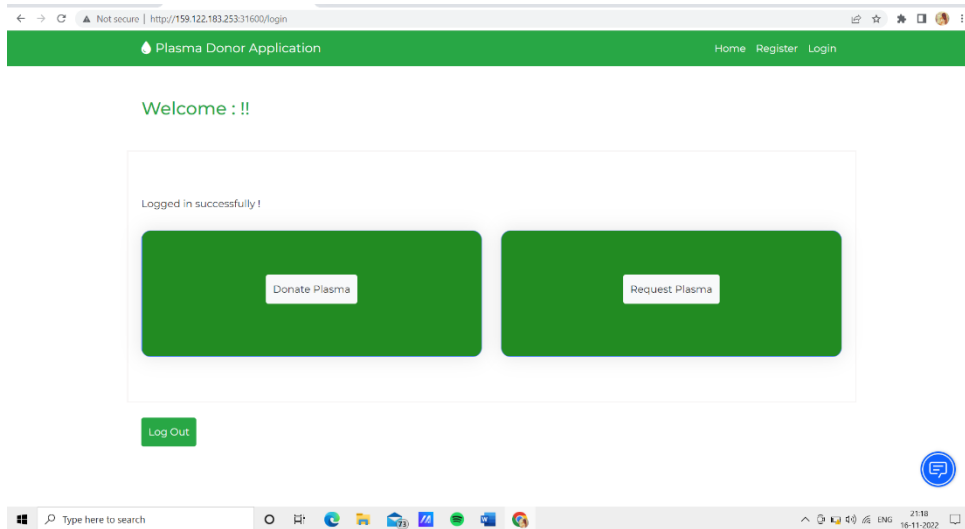 Not secure | http://159.122.183.253:31600/login
Plasma Donor Application
Home Register Login
Welcome : !!
Logged in successfully !
Donate Plasma
Request Plasma
Log Out
Type here to search
73
W
ENG
21:18
16-11-2022